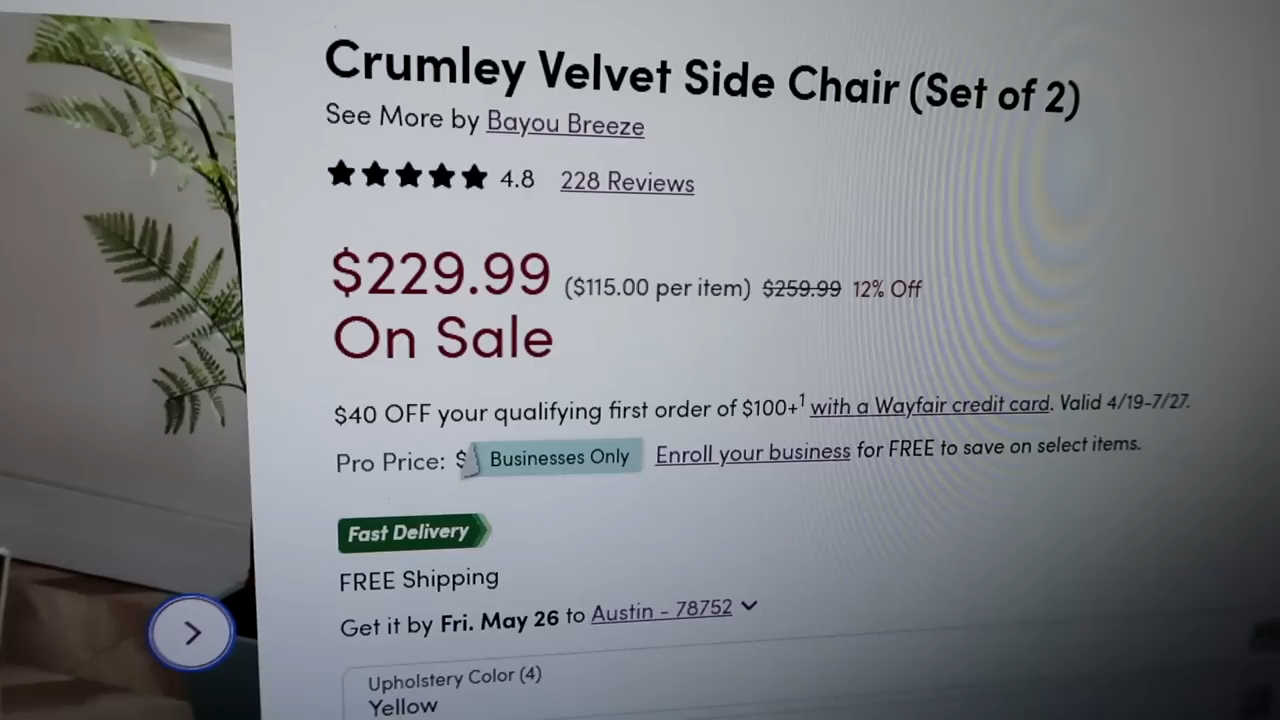 Crumley Velvet Side Chair (Set of 2)
See More by Bayou Breeze
4.8 228 Reviews
$229.99 ($115.00 per item) $259.99 12% Off
On Sale
$40 OFF your qualifying first order of $100+1 with a Wayfair credit card. Valid 4/19-7/27.
Pro Price: $ Businesses Only Enroll your business for FREE to save on select items.
Fast Delivery
FREE Shipping
Get it by Fri. May 26 to Austin - 78752
Upholstery Color (4)
Yellow